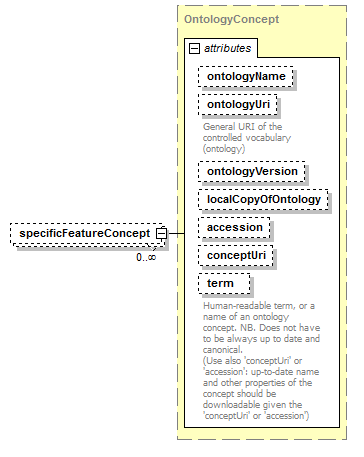 OntologyConcept
attributes
ontologyName
ontologyUri
General URI of the
controlled vocabulary
(ontology)
ontologyVersion
localCopyOfOntology
accession
specificFeatureConcept
0..∞
conceptUri
term
Human-readable term, or a
name of an ontology
concept. NB. Does not have
to be always up to date and
canonical.
(Use also 'conceptUri' or
'accession': up-to-date name
and other properties of the
concept should be
downloadable given the
'conceptUri' or 'accession')